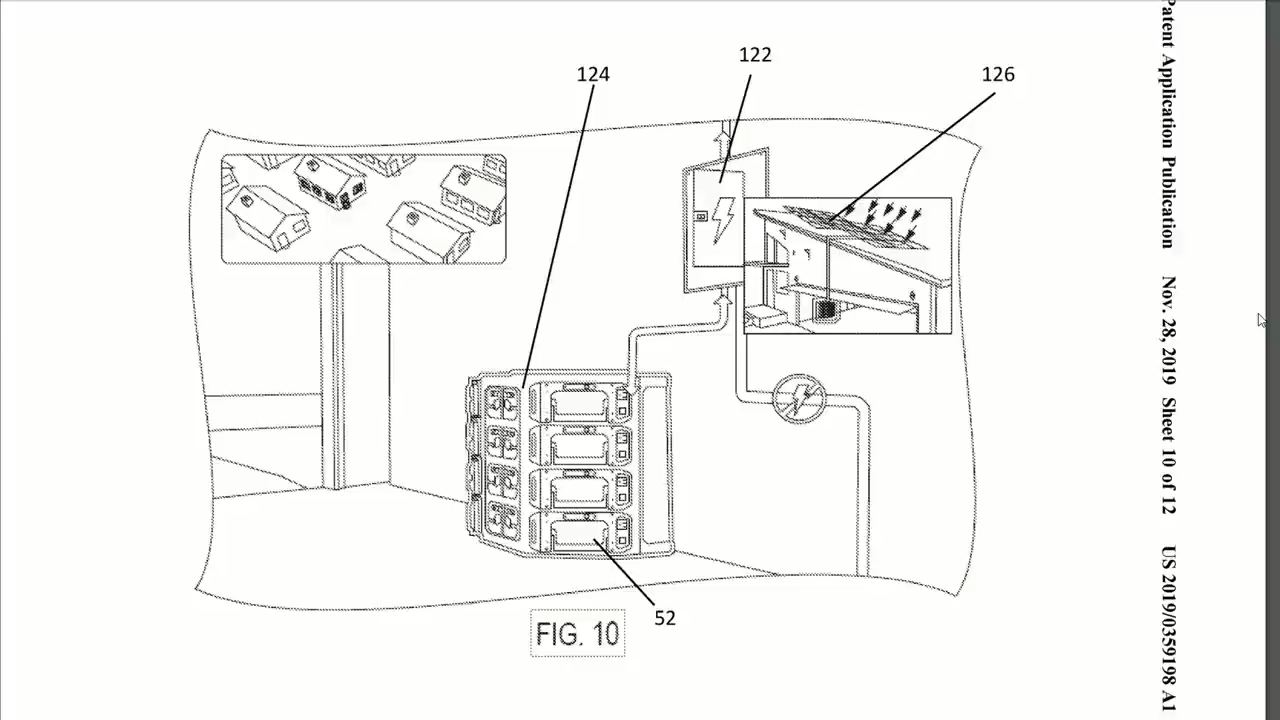 122
124
126
52
FIG. 10
Patent Application Publication Nov. 28, 2019 Sheet 10 of 12 US 2019/0359198 A1